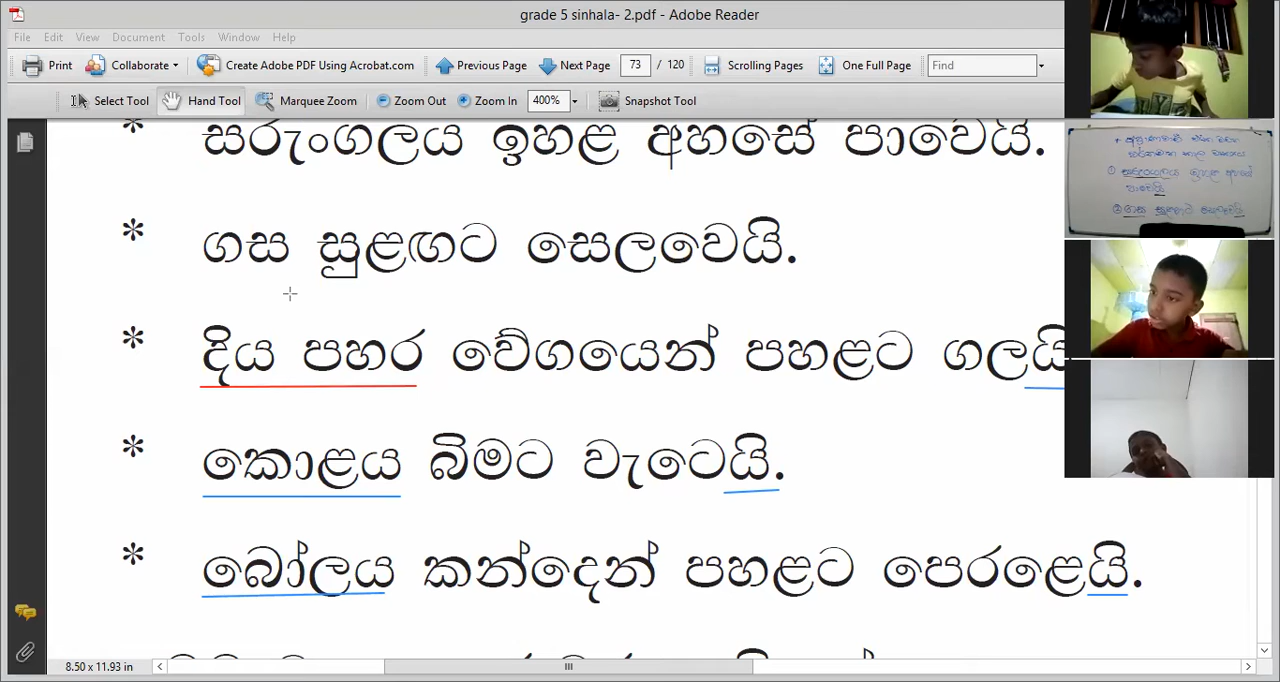 grade 5 sinhala- 2.pdf - Adobe Reader
File Edit View Document Tools Window Help
Print Collaborate Create Adobe PDF Using Acrobat.com Previous Page Next Page 73 / 120 Scrolling Pages One Full Page Find
Select Tool Hand Tool Marquee Zoom Zoom Out Zoom In 400% Snapshot Tool
* සරුංගලය ඉහළ අහසේ පාවෙයි.
* ගස සුළඟට සෙලවෙයි.
* දිය පහර වේගයෙන් පහළට ගලයි
* කොළය බිමට වැටෙයි.
* බෝලය කන්දෙන් පහළට පෙරළෙයි.
8.50 x 11.93 in